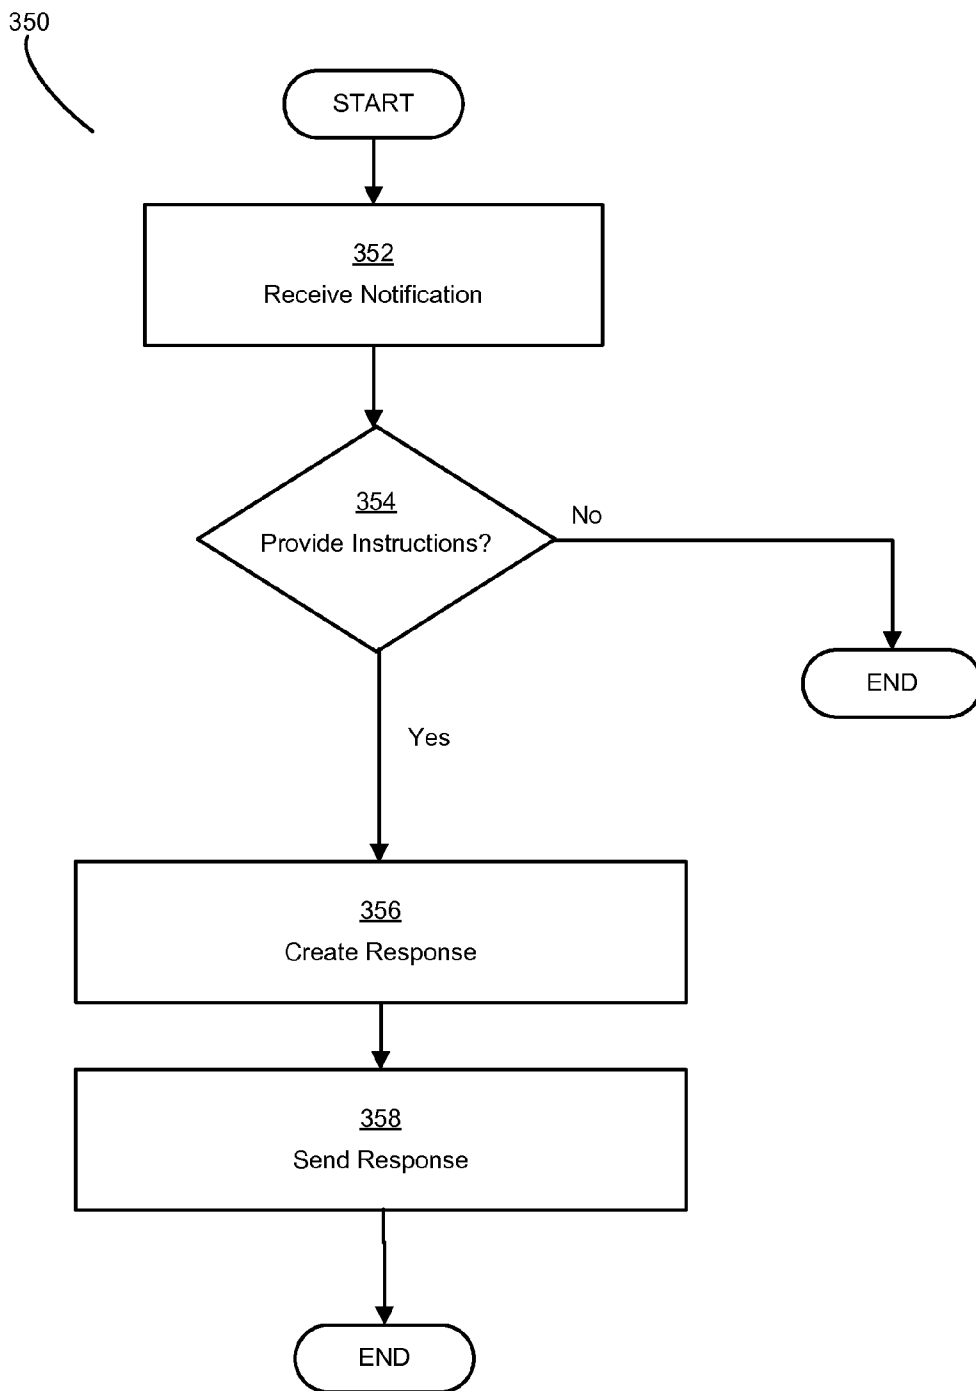 350
START
352
Receive Notification
354
Provide Instructions?
No
END
Yes
356
Create Response
358
Send Response
END